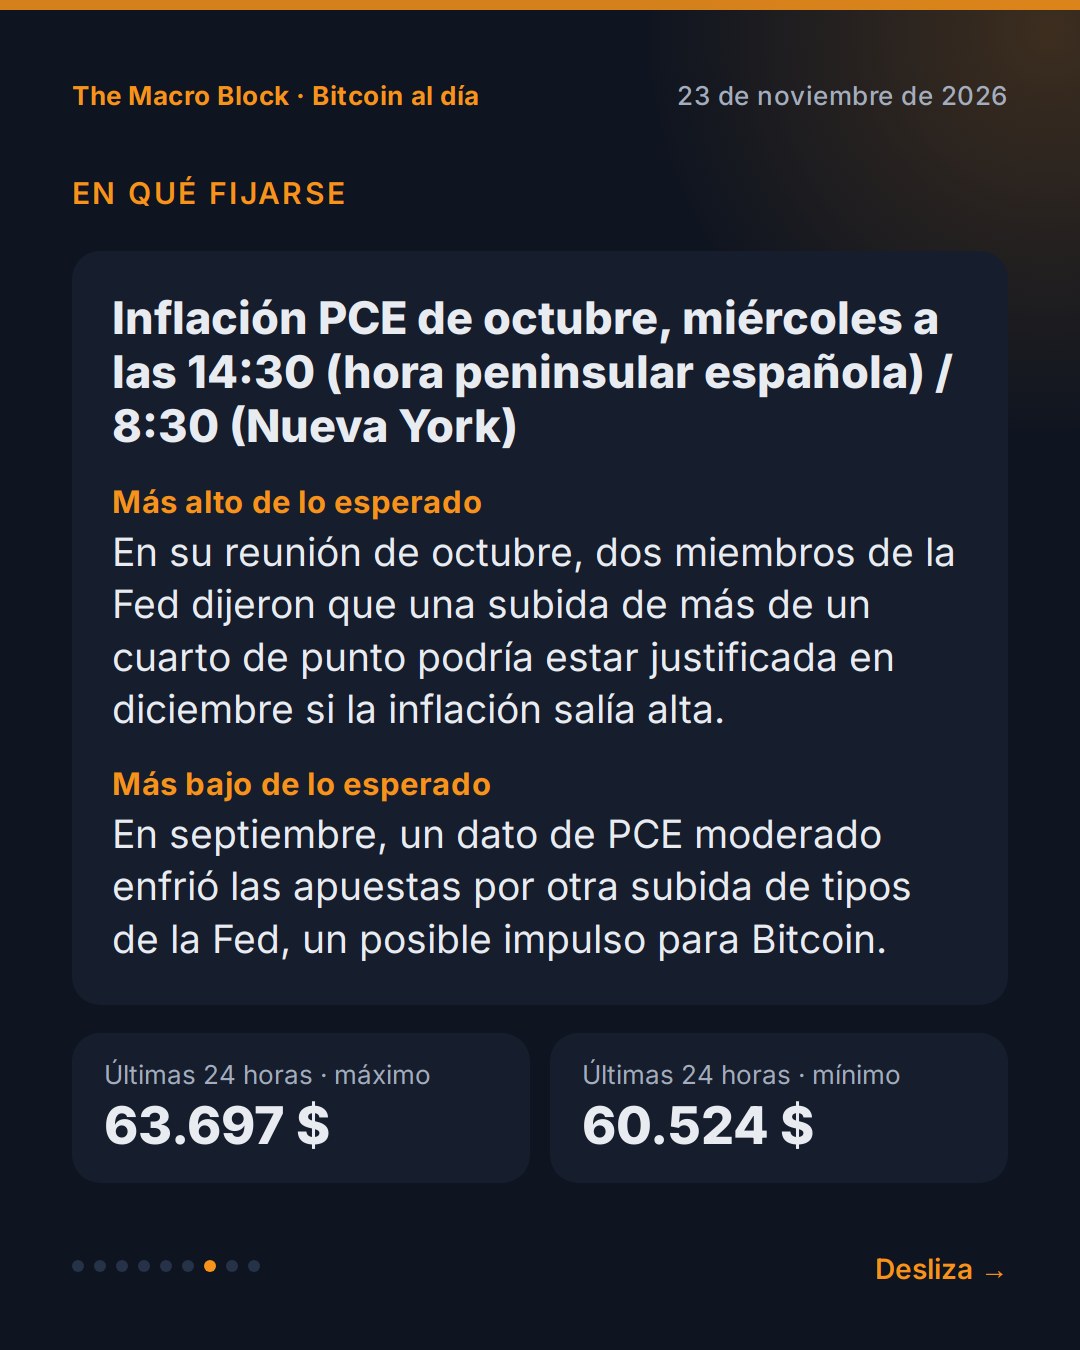 The Macro Block · Bitcoin al día
23 de noviembre de 2026
EN QUÉ FIJARSE
Inflación PCE de octubre, miércoles a
las 14:30 (hora peninsular española) /
8:30 (Nueva York)
Más alto de lo esperado
En su reunión de octubre, dos miembros de la
Fed dijeron que una subida de más de un
cuarto de punto podría estar justificada en
diciembre si la inflación salía alta.
Más bajo de lo esperado
En septiembre, un dato de PCE moderado
enfrió las apuestas por otra subida de tipos
de la Fed, un posible impulso para Bitcoin.
Últimas 24 horas · máximo
63.697 $
Últimas 24 horas · mínimo
60.524 $
Desliza →